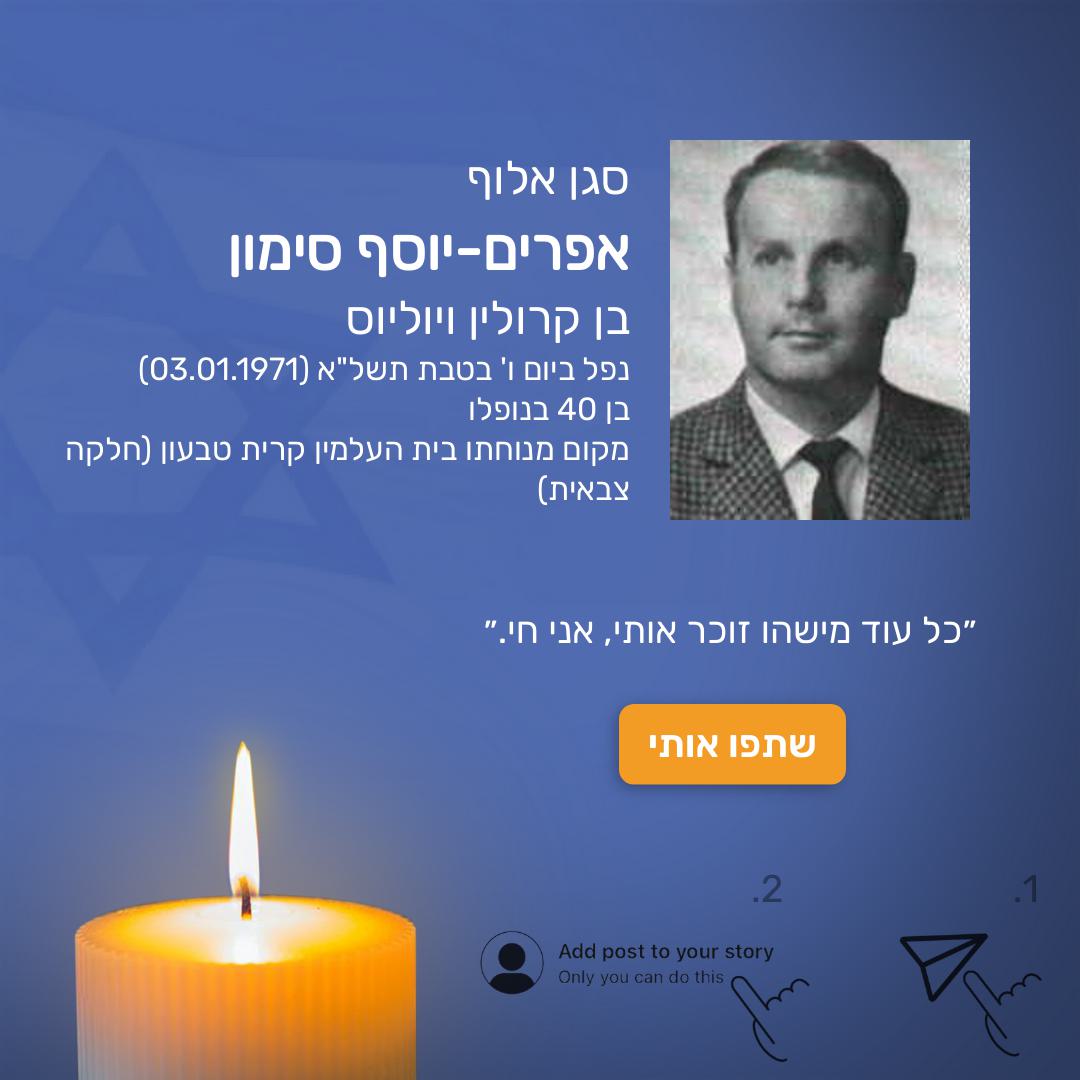 סגן אלוף
אפרים-יוסף סימון
בן קרולין ויוליוס
נפל ביום ו' בטבת תשל"א (03.01.1971)
בן 40 בנופלו
מקום מנוחתו בית העלמין קרית טבעון (חלקה
צבאית)
״כל עוד מישהו זוכר אותי, אני חי.״
שתפו אותי
1.
2.
Add post to your story
Only you can do this